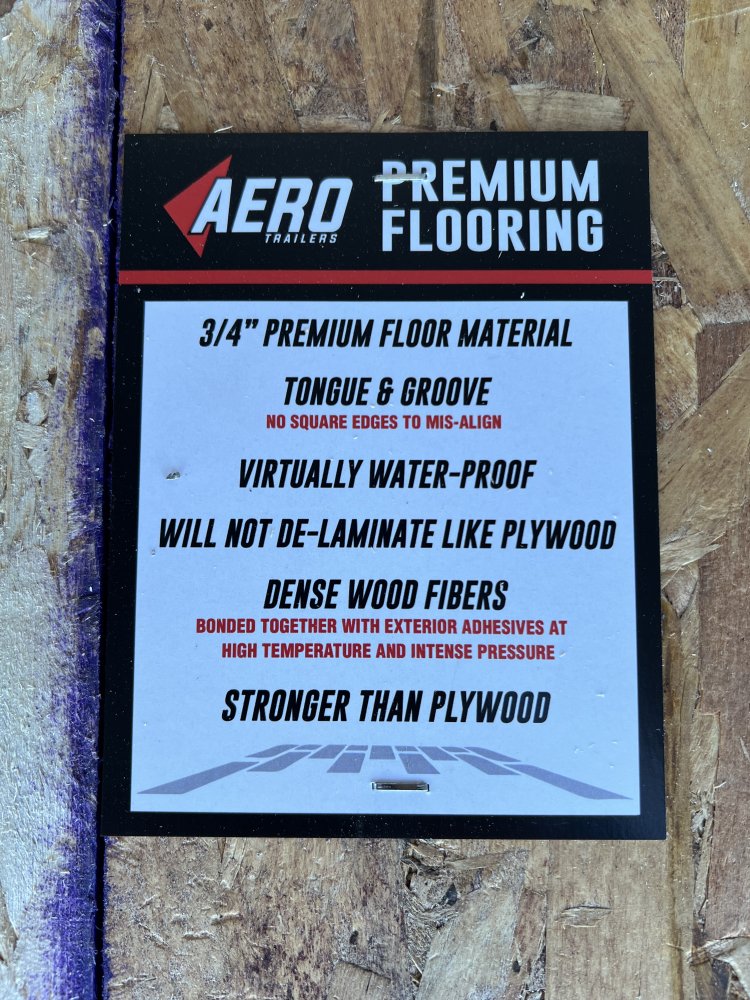 AERO
TRAILERS
PREMIUM
FLOORING
3/4” PREMIUM FLOOR MATERIAL
TONGUE & GROOVE
NO SQUARE EDGES TO MIS-ALIGN
VIRTUALLY WATER-PROOF
WILL NOT DE-LAMINATE LIKE PLYWOOD
DENSE WOOD FIBERS
BONDED TOGETHER WITH EXTERIOR ADHESIVES AT
HIGH TEMPERATURE AND INTENSE PRESSURE
STRONGER THAN PLYWOOD